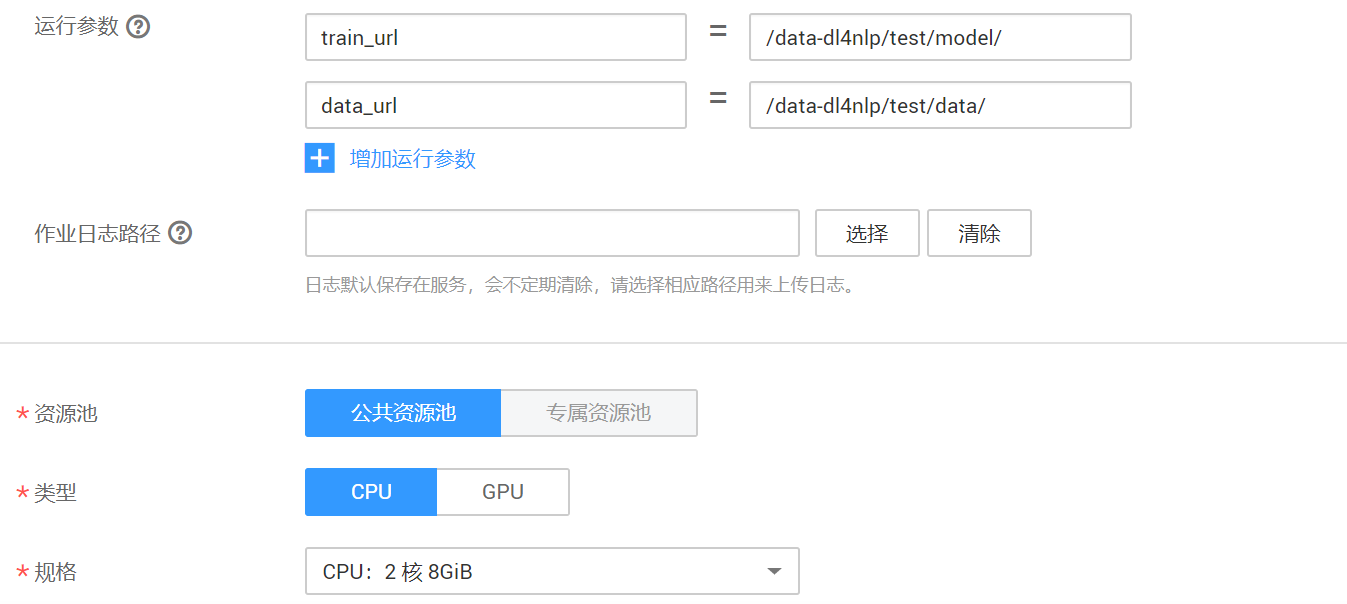 运行参数 ? train_url = /data-dl4nlp/test/model/
data_url = /data-dl4nlp/test/data/
+ 增加运行参数
作业日志路径 ? 选择 清除
日志默认保存在服务，会不定期清除，请选择相应路径用来上传日志。
* 资源池 公共资源池 专属资源池
* 类型 CPU GPU
* 规格 CPU：2 核 8GiB